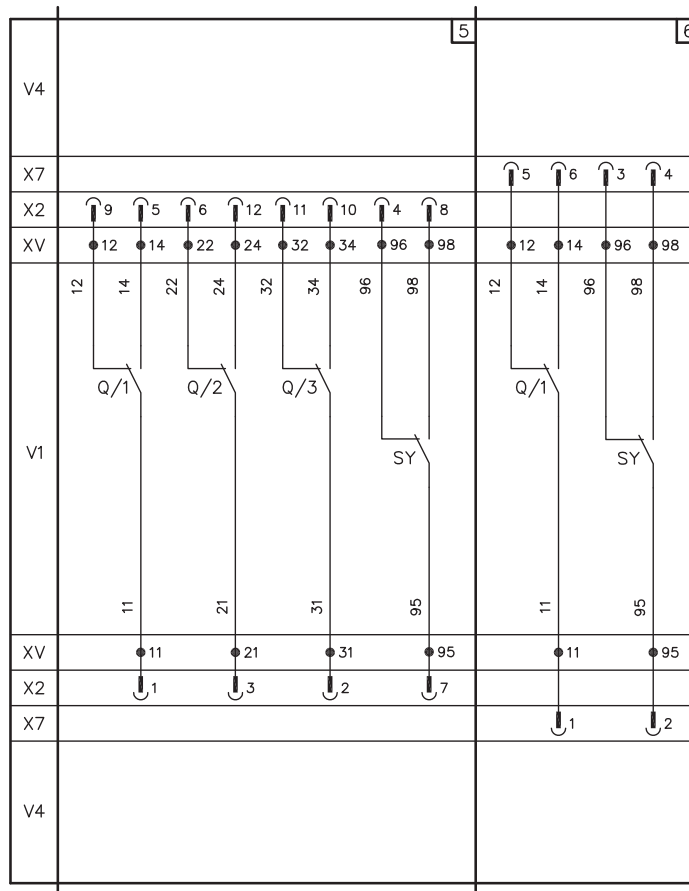 5 6
V4
X7 5 6 3 4
X2 9 5 6 12 11 10 4 8
XV 12 14 22 24 32 34 96 98 12 14 96 98
12 14 22 24 32 34 96 98 12 14 96 98
Q/1 Q/2 Q/3 Q/1
V1 SY SY
11 21 31 95 11 95
XV 11 21 31 95 11 95
X2 1 3 2 7
X7 1 2
V4